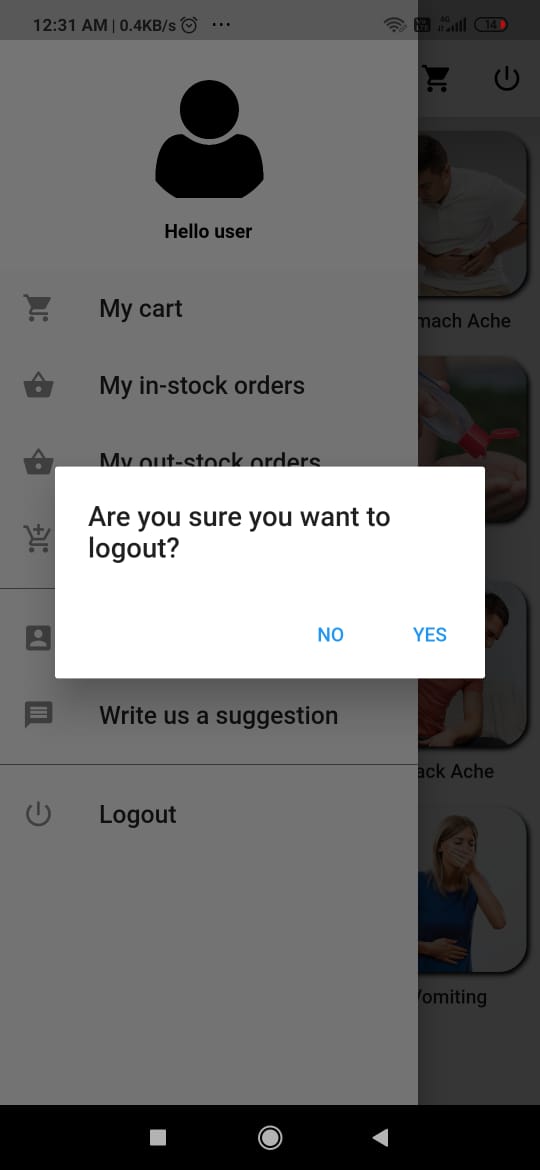 12:31 AM | 0.4KB/s ...
4G
14
Hello user
My cart
mach Ache
My in-stock orders
My out-stock orders
Are you sure you want to
logout?
NO YES
Write us a suggestion
ack Ache
Logout
Vomiting